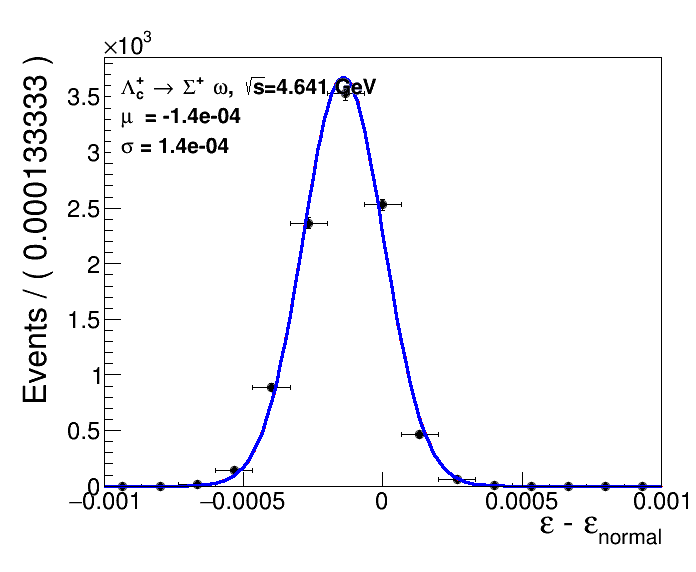 ×10³
Λc⁺ → Σ⁺ ω, √s=4.641 GeV
μ = -1.4e-04
σ = 1.4e-04
3.5
3
2.5
2
1.5
1
0.5
0
Events / ( 0.000133333 )
−0.001 −0.0005 0 0.0005 0.001
ε - εnormal